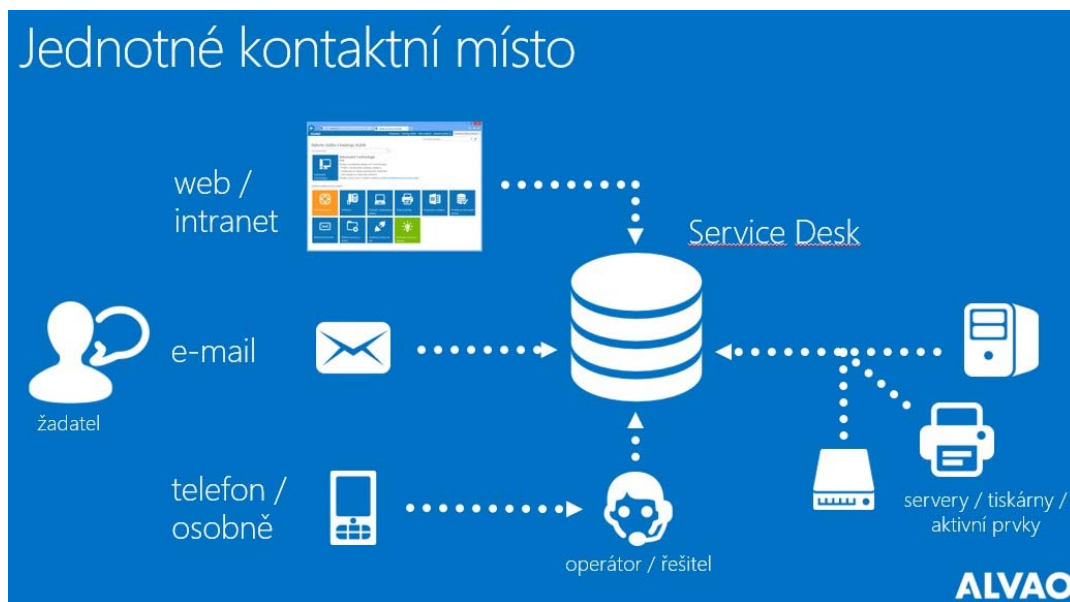 Jednotné kontaktní místo
web /
intranet
Service Desk
e-mail
žadatel
telefon /
osobně
operátor / řešitel
servery / tiskárny /
aktivní prvky
ALVAO